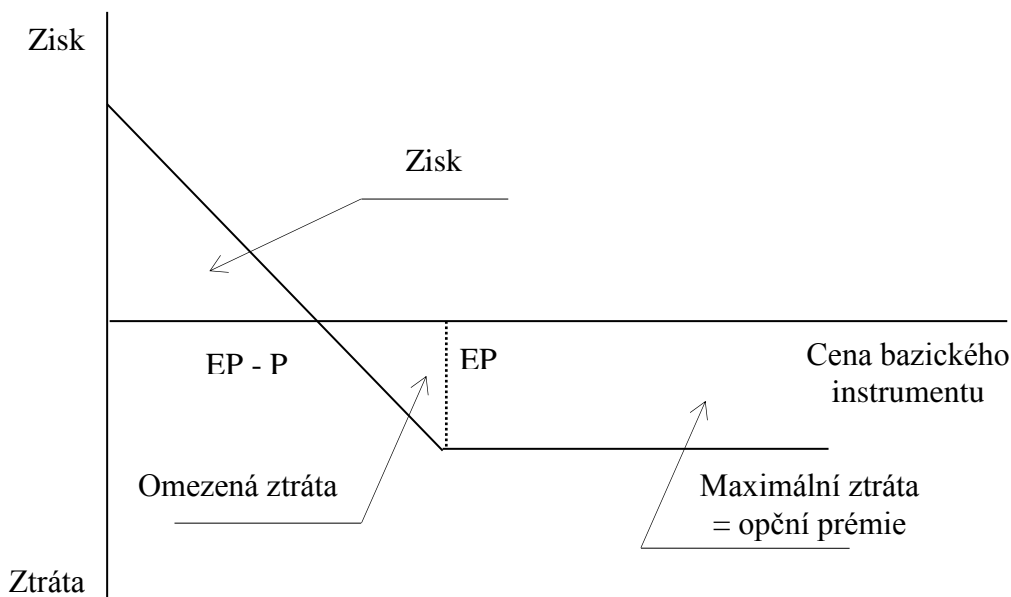 Zisk
Zisk
EP - P
EP
Cena bazického
instrumentu
Omezená ztráta
Maximální ztráta
= opční prémie
Ztráta